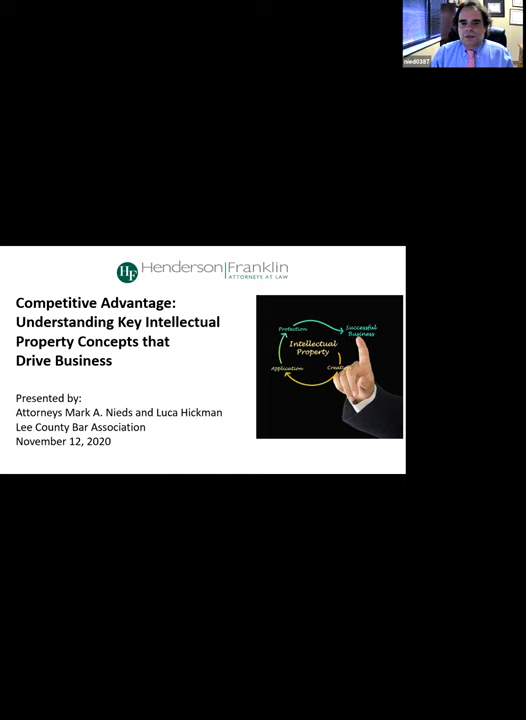 nied0387
HF
Henderson|Franklin
ATTORNEYS AT LAW
Competitive Advantage:
Understanding Key Intellectual
Property Concepts that
Drive Business
Presented by:
Attorneys Mark A. Nieds and Luca Hickman
Lee County Bar Association
November 12, 2020
Protection
Successful
Business
Intellectual
Property
Application